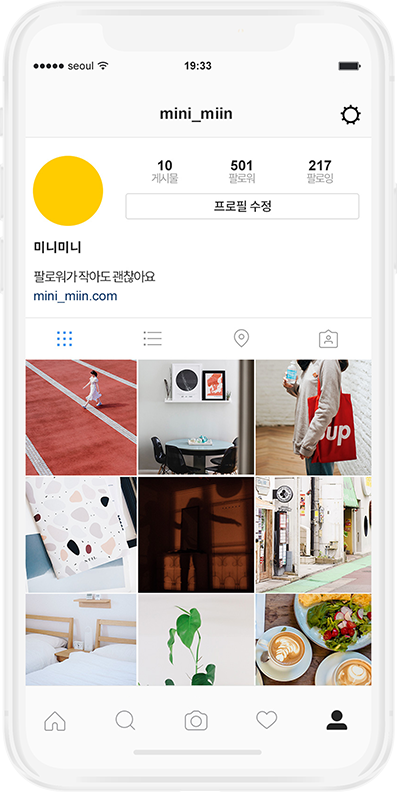 seoul
19:33
mini_miin
10
501
217
게시물
팔로워
팔로잉
프로필 수정
미니미니
팔로워가 작아도 괜찮아요
mini_miin.com
sup